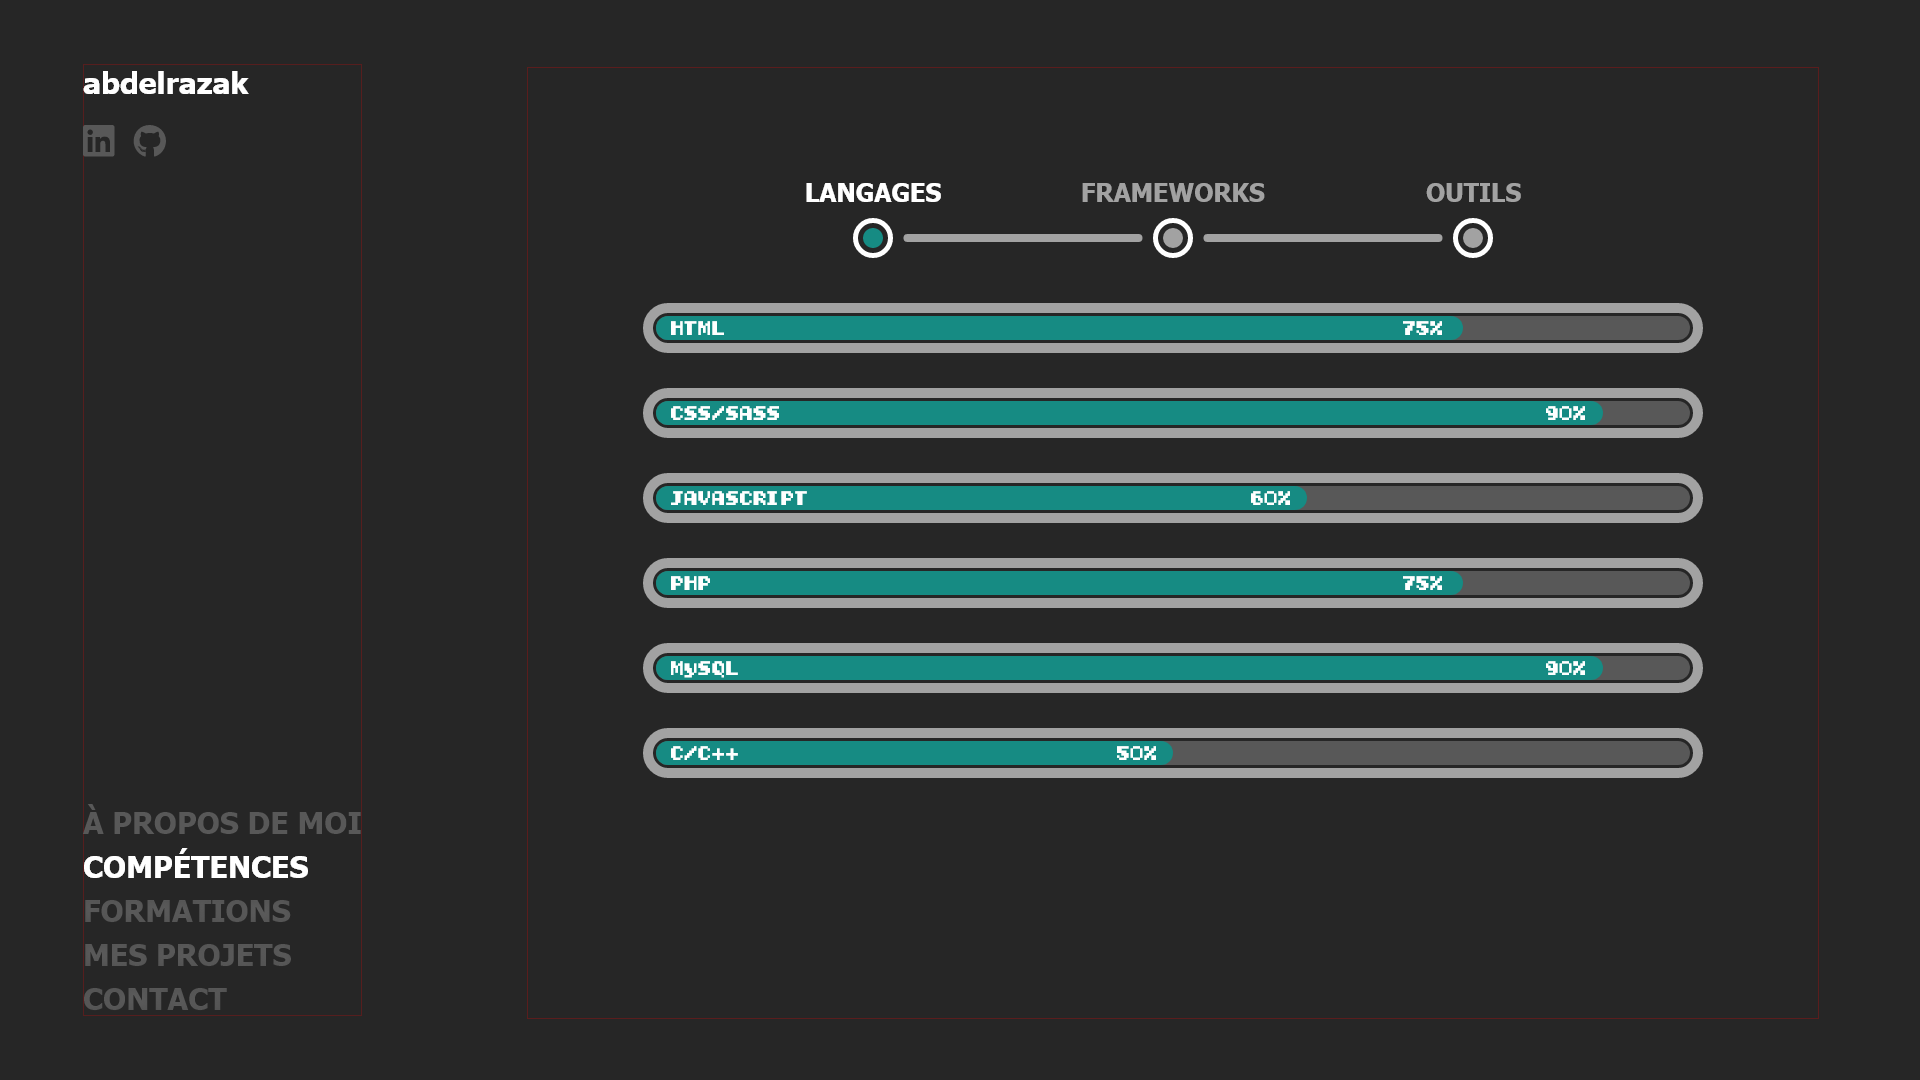 abdelrazak
in
LANGAGES
FRAMEWORKS
OUTILS
HTML 75%
CSS/SASS 90%
JAVASCRIPT 60%
PHP 75%
MySQL 90%
C/C++ 50%
À PROPOS DE MOI
COMPÉTENCES
FORMATIONS
MES PROJETS
CONTACT